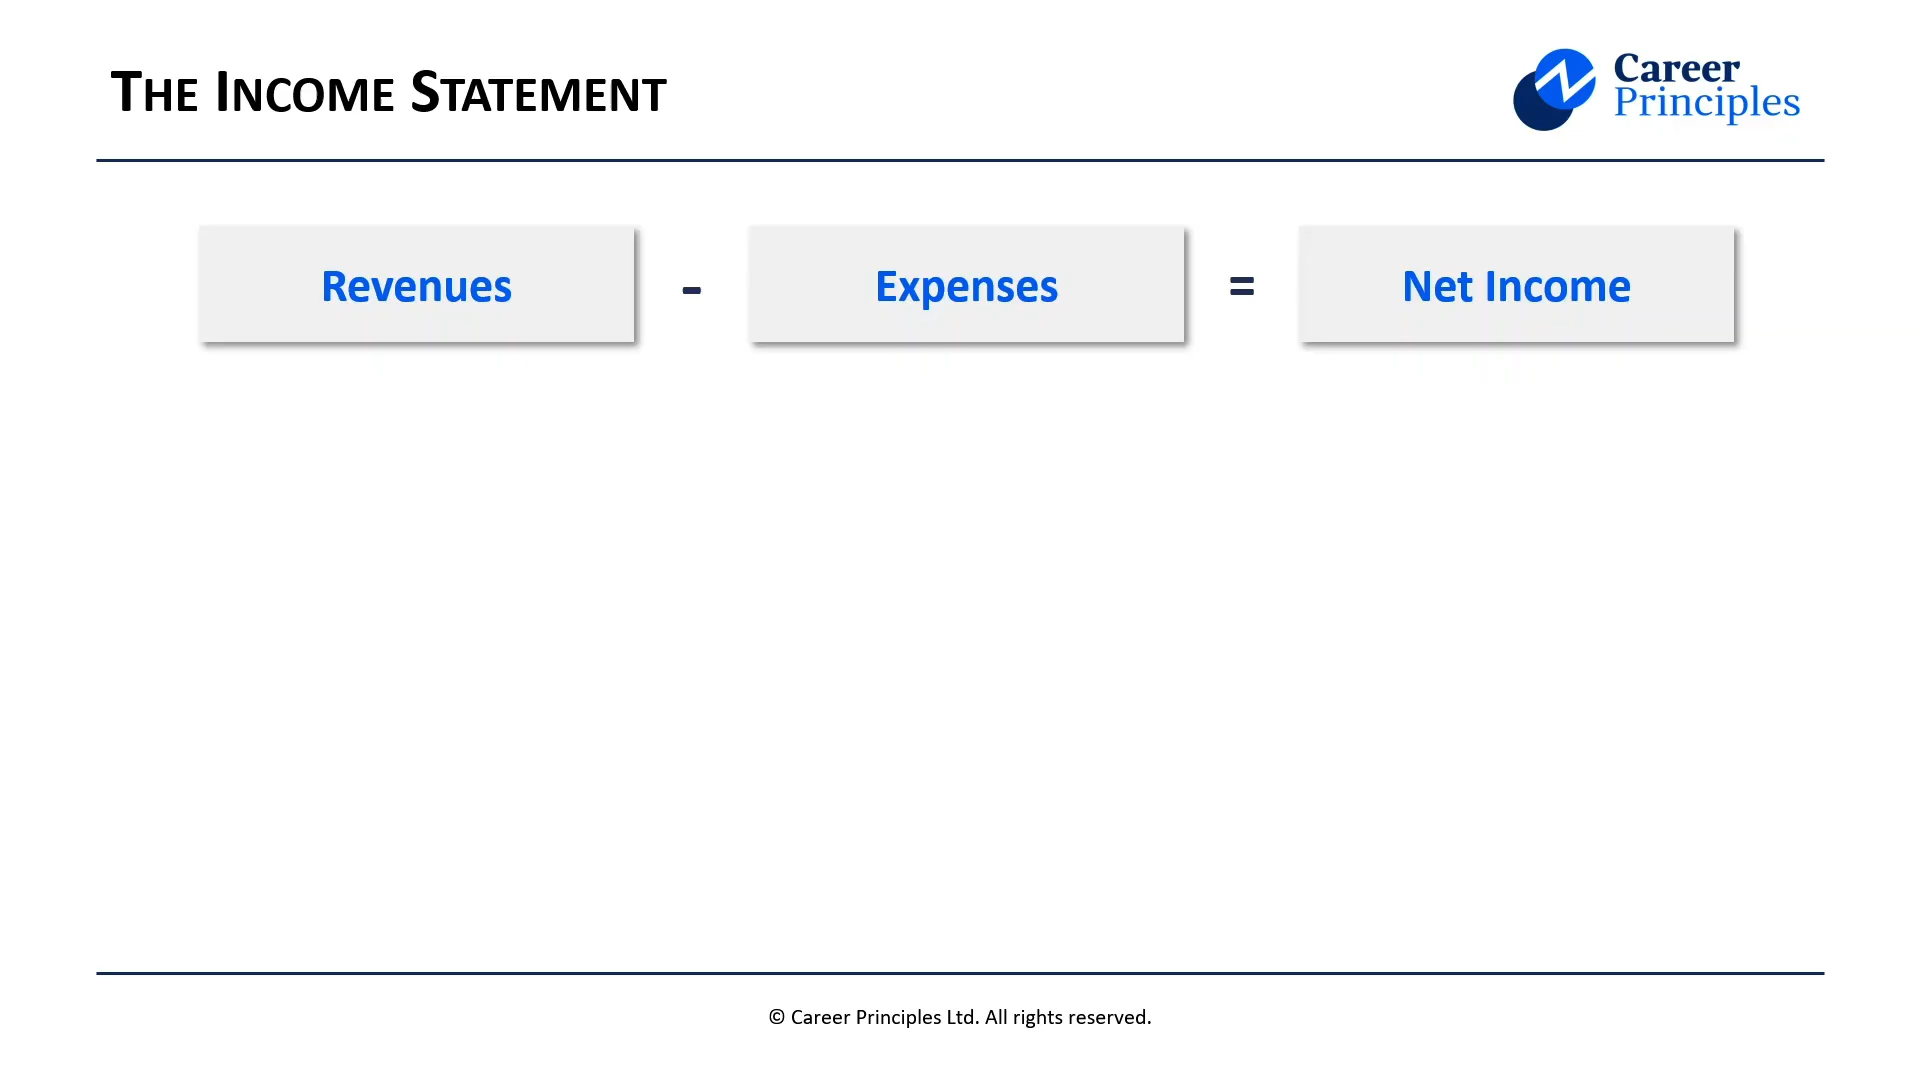 THE INCOME STATEMENT
Career
Principles
Revenues - Expenses = Net Income
© Career Principles Ltd. All rights reserved.